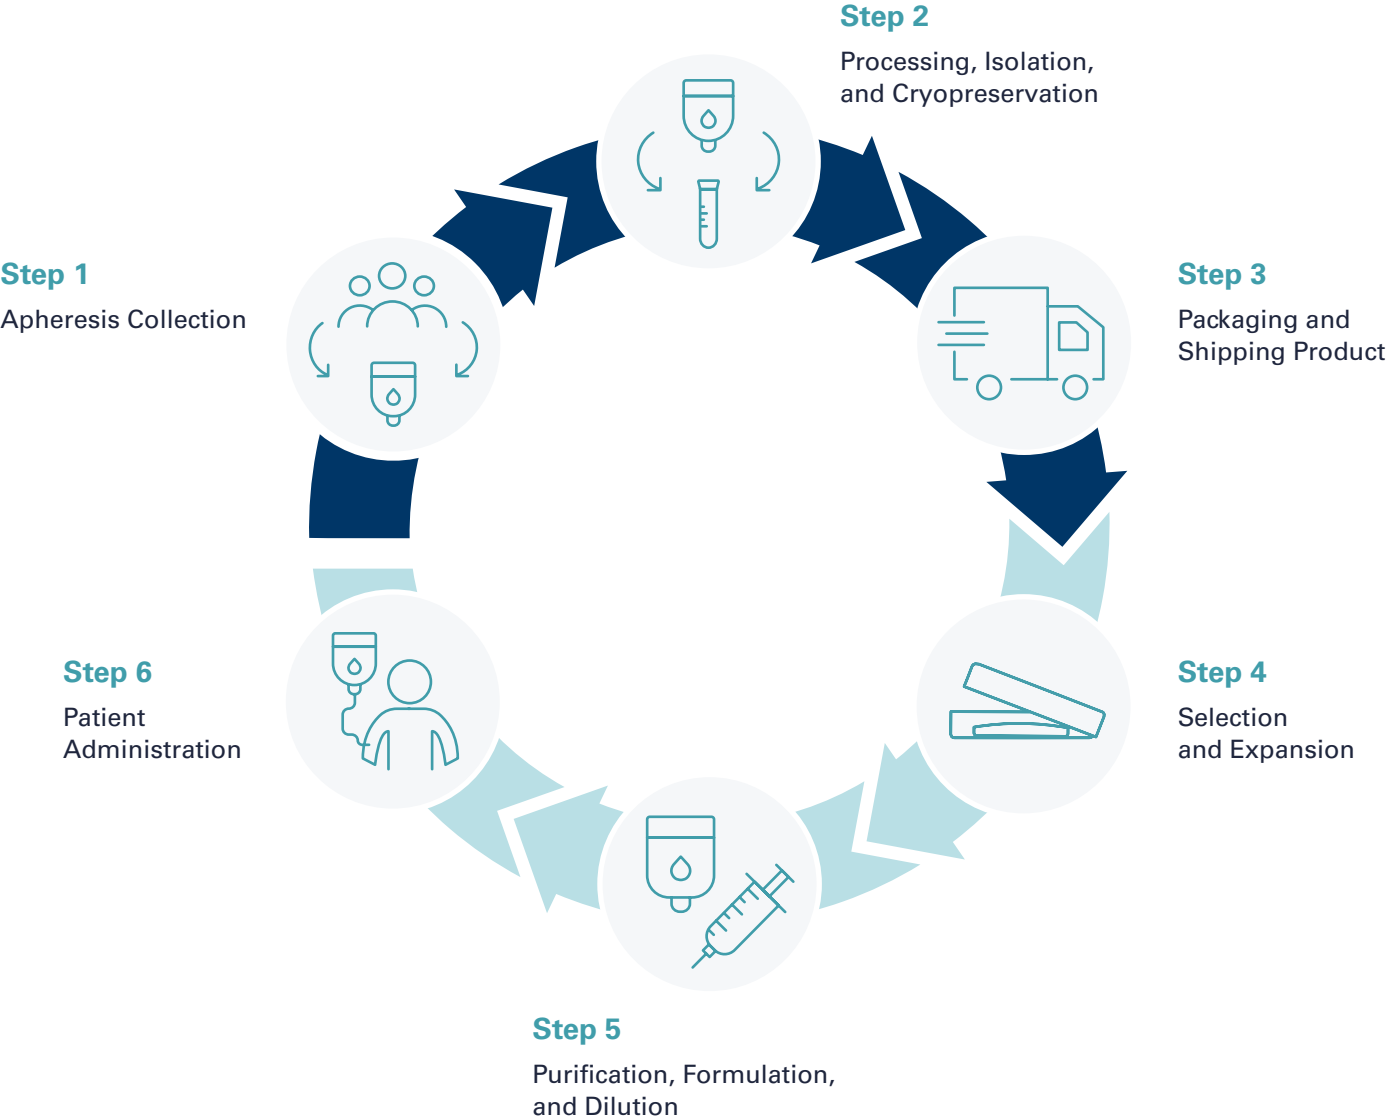 Step 1
Apheresis Collection
Step 2
Processing, Isolation,
and Cryopreservation
Step 3
Packaging and
Shipping Product
Step 4
Selection
and Expansion
Step 5
Purification, Formulation,
and Dilution
Step 6
Patient
Administration